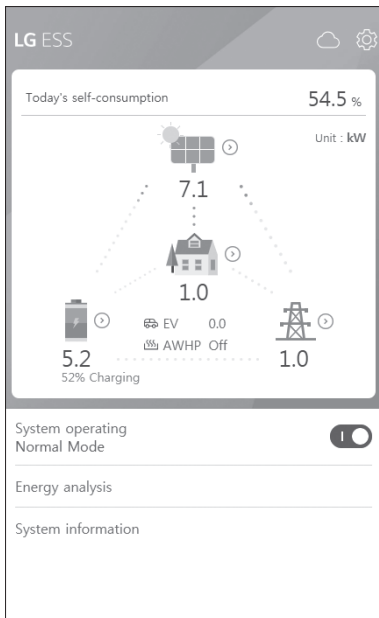 LG ESS
Today's self-consumption 54.5 %
Unit : kW
7.1
1.0
EV 0.0
AWHP Off
5.2
52% Charging
1.0
System operating
Normal Mode
Energy analysis
System information